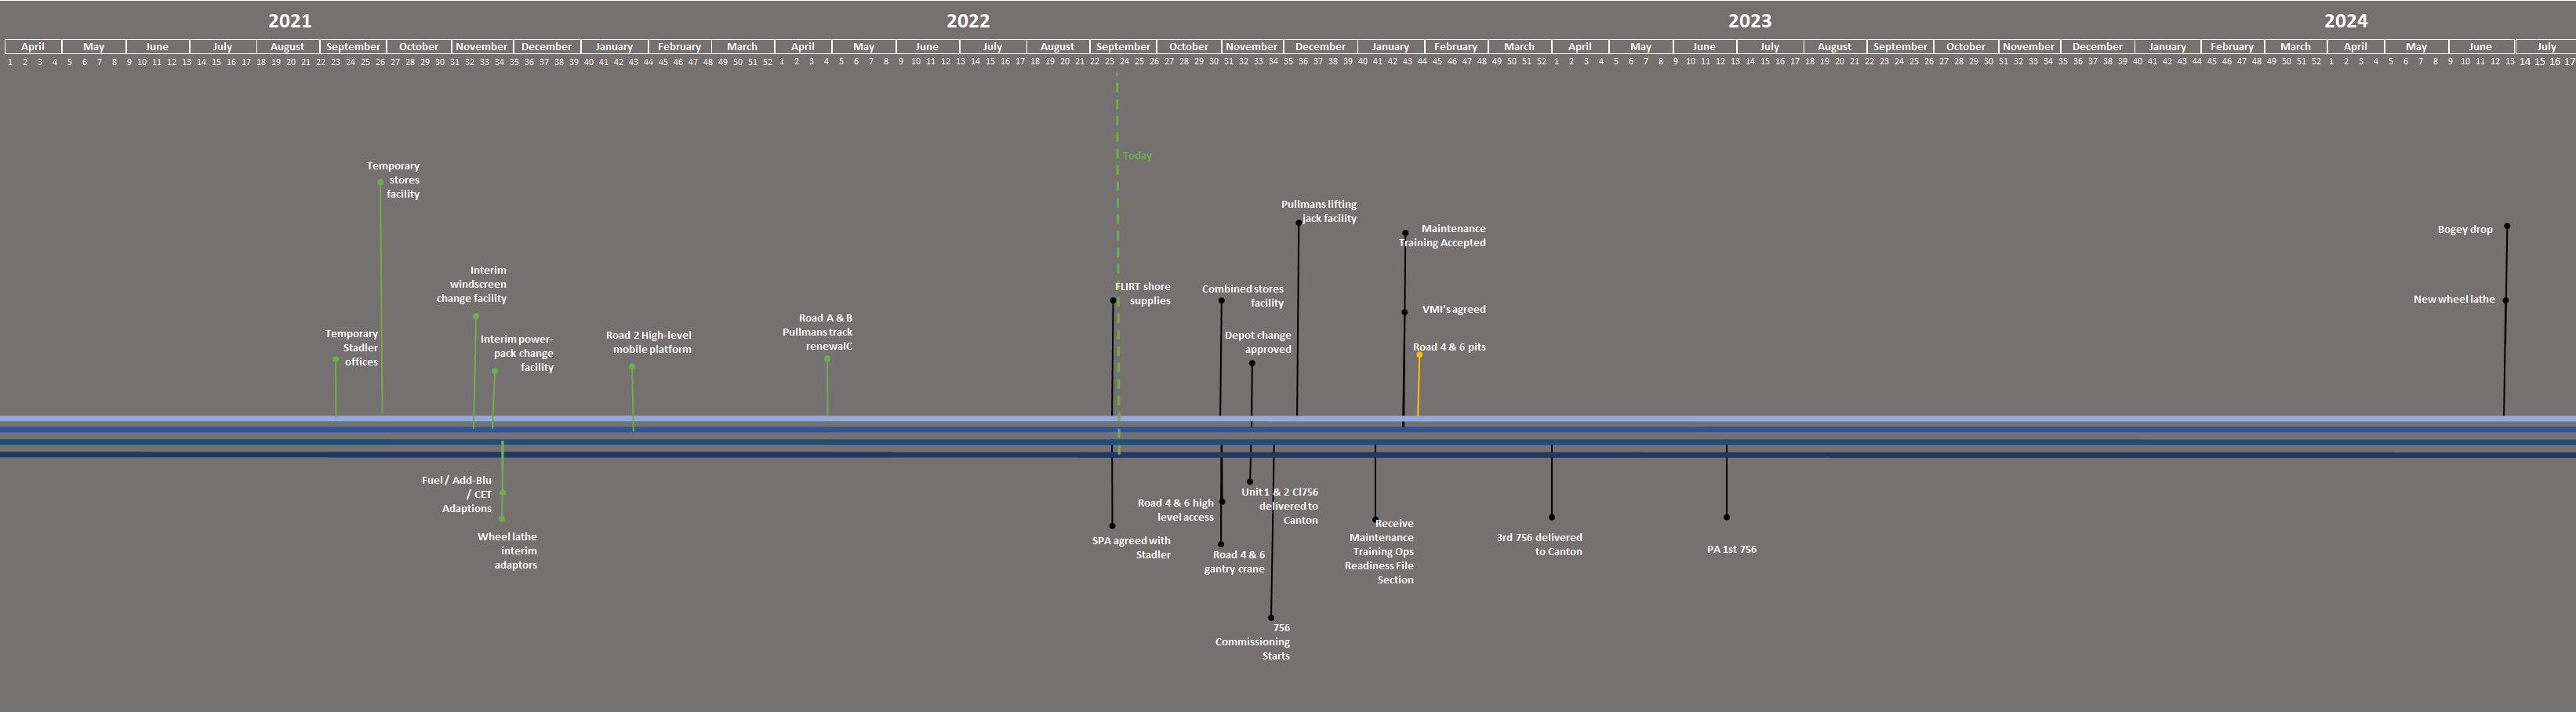 2021 2022 2023 2024
April May June July August September October November December January February March April May June July August September October November December January February March April May June July August September October November December January February March April May June July
1 2 3 4 5 6 7 8 9 10 11 12 13 14 15 16 17 18 19 20 21 22 23 25 26 27 28 29 30 31 32 33 34 35 36 37 38 39 40 41 42 43 44 45 46 47 48 49 50 51 52 1 2 3 4 5 6 7 8 9 10 11 12 13 14 15 16 17 18 19 20 21 22 23 24 25 26 27 28 29 30 31 32 33 34 35 36 37 38 39 40 41 42 43 44 45 46 47 48 49 50 51 52 1 2 3 4 5 6 7 8 9 10 11 12 13 14 15 16 17 18 19 20 21 22 23 24 25 26 27 28 29 30 31 32 33 34 35 36 37 38 39 40 41 42 43 44 45 46 47 48 49 50 51 52 1 2 3 4 5 6 7 8 9 10 11 12 13 14 15 16 17
Today
Temporary
stores
facility
Interim
windscreen
change facility
Temporary
Stadler
offices
Interim power-
pack change
facility
Road 2 High-level
mobile platform
Road A & B
Pullmans track
renewalC
FLIRT shore
supplies
Combined stores
facility
Depot change
approved
Pullmans lifting
jack facility
Maintenance
Training Accepted
VMI's agreed
Road 4 & 6 pits
Bogey drop
New wheel lathe
Fuel / Add-Blu
/ CET
Adaptions
Wheel lathe
interim
adaptors
SPA agreed with
Stadler
Road 4 & 6 high
level access
Road 4 & 6
gantry crane
Unit 1 & 2 Cl756
delivered to
Canton
756
Commissioning
Starts
Receive
Maintenance
Training Ops
Readiness File
Section
3rd 756 delivered
to Canton
PA 1st 756